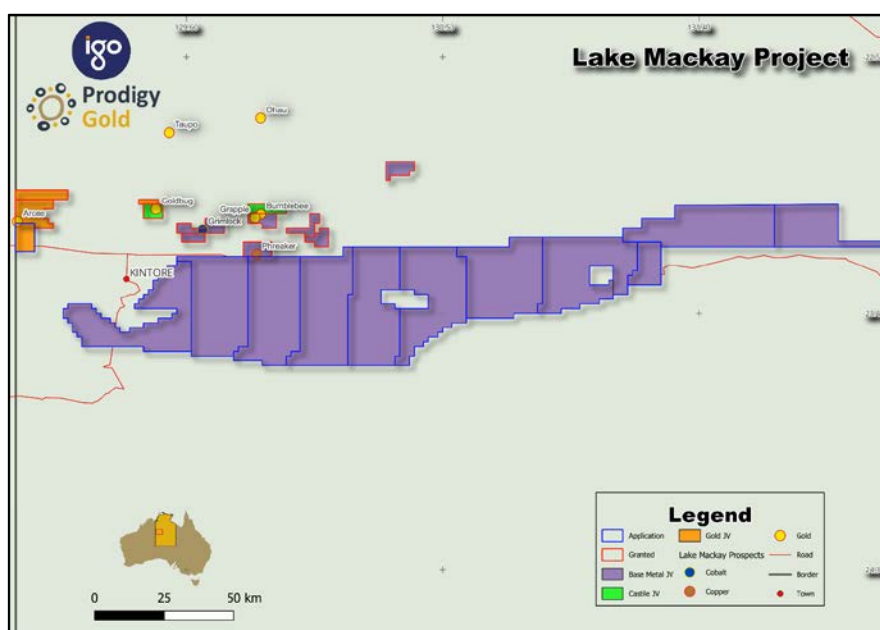 igo
Prodigy
Gold
Lake Mackay Project
Ohau
Taupo
Arcee
Goldbug
Grapple
Bumblebee
Grimlock
Phreaker
KINTORE
0 25 50 km
Legend
Application
Granted
Base Metal JV
Castile JV
Gold JV
Lake Mackay Prospects
Cobalt
Copper
Gold
Road
Border
Town